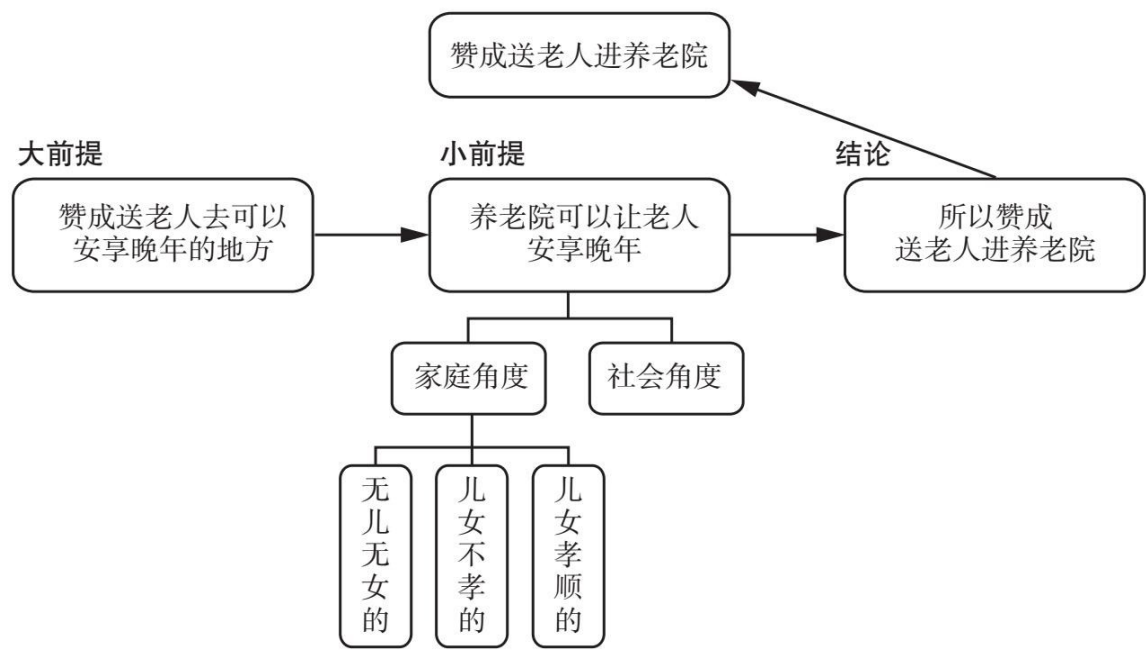 赞成送老人进养老院
大前提
小前提
结论
赞成送老人去可以
安享晚年的地方
养老院可以让老人
安享晚年
所以赞成
送老人进养老院
家庭角度
社会角度
无儿无女的
儿女不孝的
儿女孝顺的